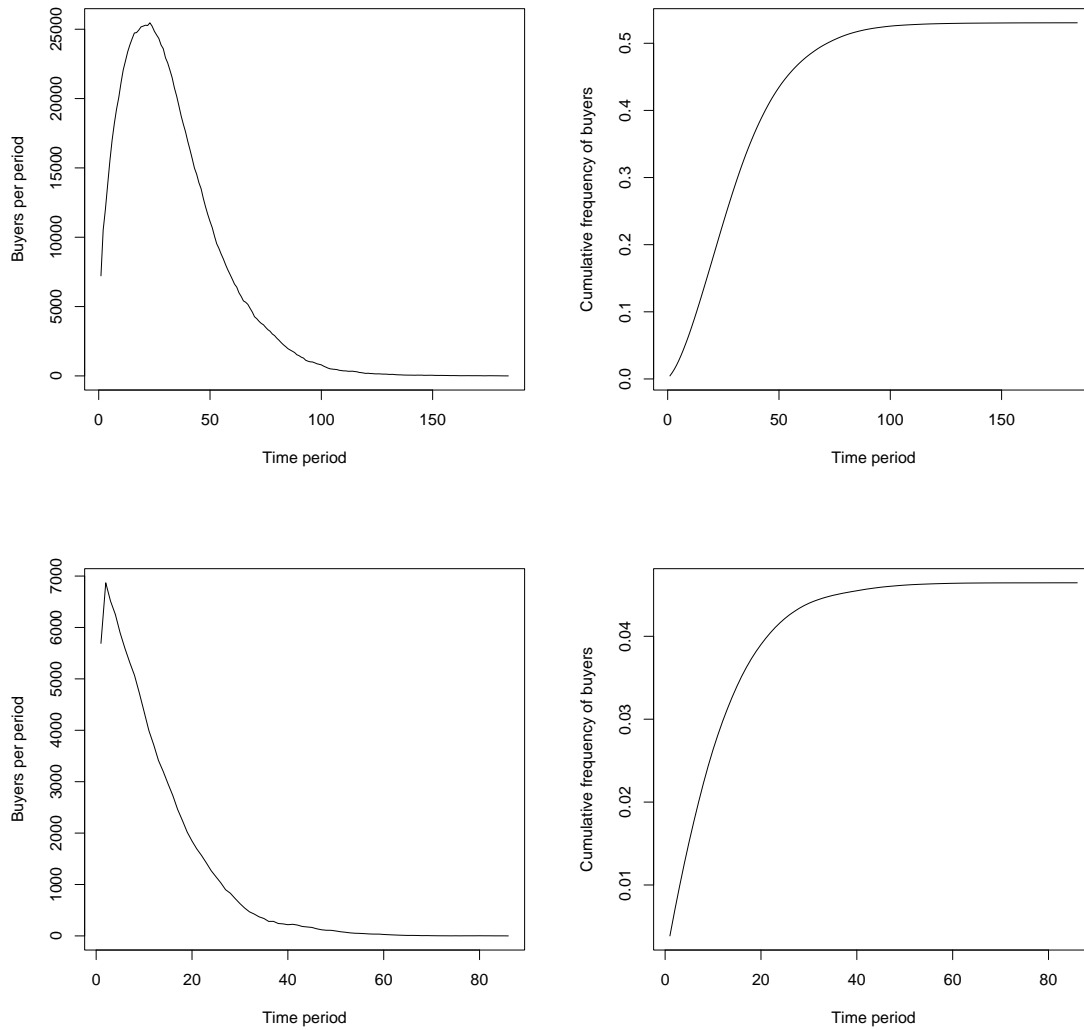 Buyers per period
25000
20000
15000
10000
5000
0
0 50 100 150
Time period
Cumulative frequency of buyers
0.5
0.4
0.3
0.2
0.1
0.0
0 50 100 150
Time period
Buyers per period
7000
6000
5000
4000
3000
2000
1000
0
0 20 40 60 80
Time period
Cumulative frequency of buyers
0.04
0.03
0.02
0.01
0 20 40 60 80
Time period